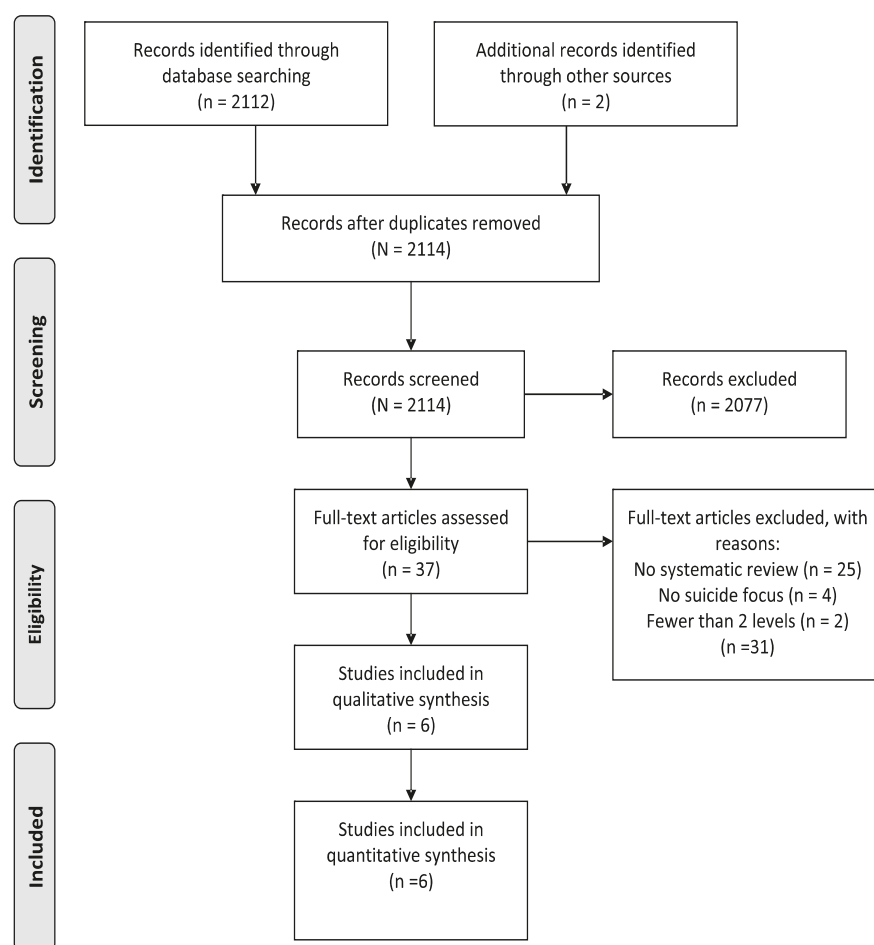 Identification
Records identified through
database searching
(n = 2112)
Additional records identified
through other sources
(n = 2)
Records after duplicates removed
(N = 2114)
Screening
Records screened
(N = 2114)
Records excluded
(n = 2077)
Eligibility
Full-text articles assessed
for eligibility
(n = 37)
Full-text articles excluded, with
reasons:
No systematic review (n = 25)
No suicide focus (n = 4)
Fewer than 2 levels (n = 2)
(n =31)
Studies included in
qualitative synthesis
(n = 6)
Included
Studies included in
quantitative synthesis
(n =6)